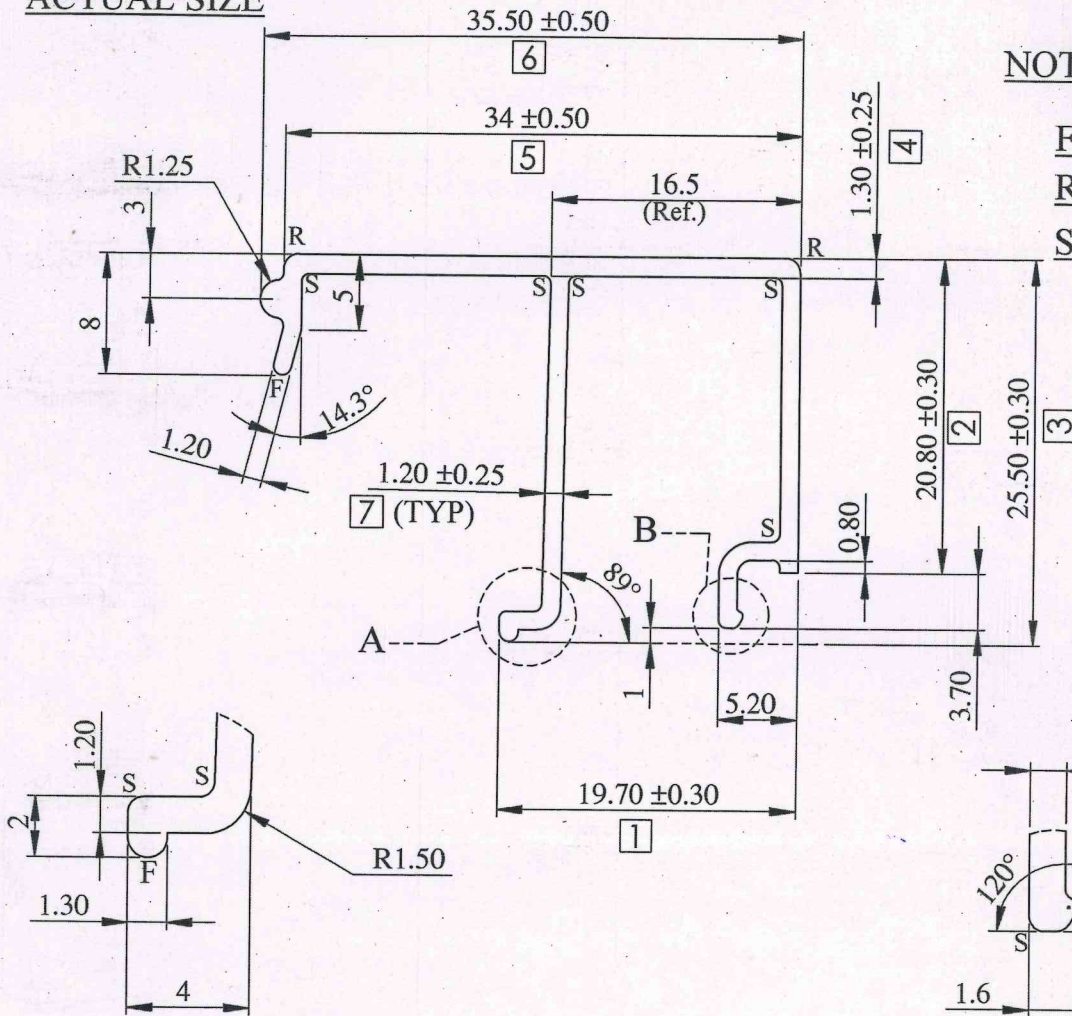 ACTUAL SIZE
35.50 ±0.50
6
NOT
34 ±0.50
5
1.30 ±0.25
4
F
R1.25
16.5
(Ref.)
R
3
R
R
S
S
S S
S
5
8
F
14.3°
1.20
20.80 ±0.30
2
25.50 ±0.30
3
1.20 ±0.25
7 (TYP)
B
S
0.80
89°
A
1
3.70
5.20
1.20
S
S
2
19.70 ±0.30
1
F
R1.50
1.30
120°
S
4
1.6